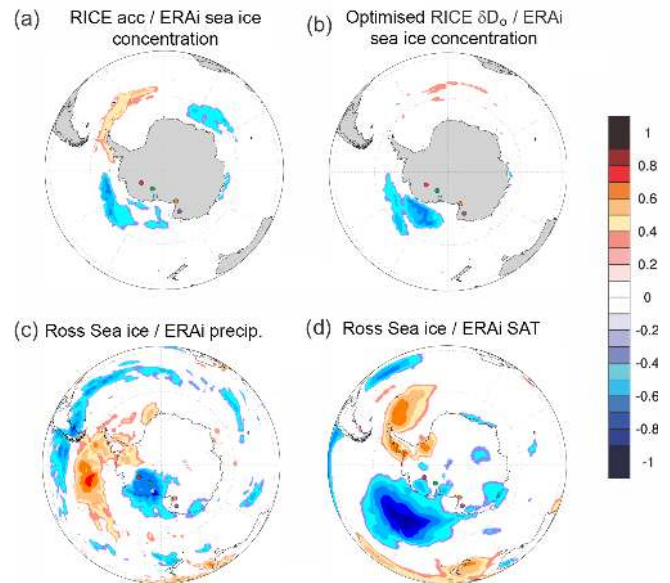 (a) RICE acc / ERAi sea ice
concentration
(b) Optimised RICE δDₒ / ERAi
sea ice concentration
1
0.8
0.6
0.4
0.2
0
-0.2
-0.4
-0.6
-0.8
-1
(c) Ross Sea ice / ERAi precip.
(d) Ross Sea ice / ERAi SAT